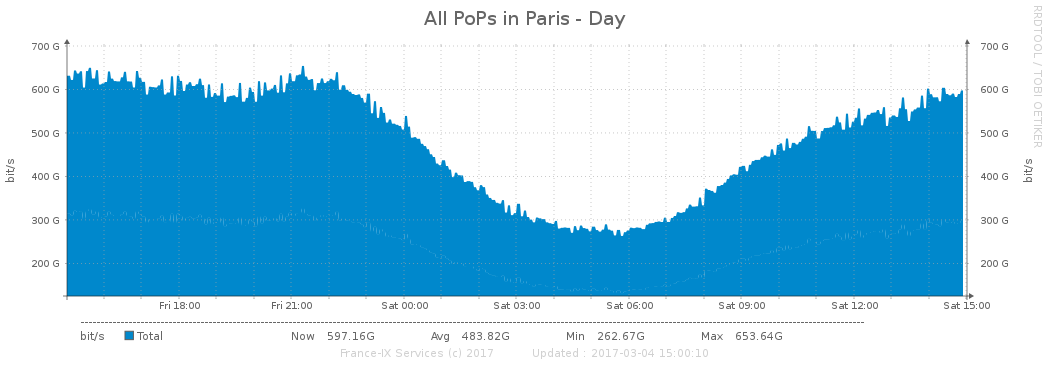 All PoPs in Paris - Day
RRDTOOL / TOBI OETIKER
700 G 700 G
600 G 600 G
500 G 500 G
400 G 400 G
300 G 300 G
200 G 200 G
bit/s bit/s
Fri 18:00 Fri 21:00 Sat 00:00 Sat 03:00 Sat 06:00 Sat 09:00 Sat 12:00 Sat 15:00
bit/s Total Now 597.16G Avg 483.82G Min 262.67G Max 653.64G
France-IX Services (c) 2017 Updated : 2017-03-04 15:00:10